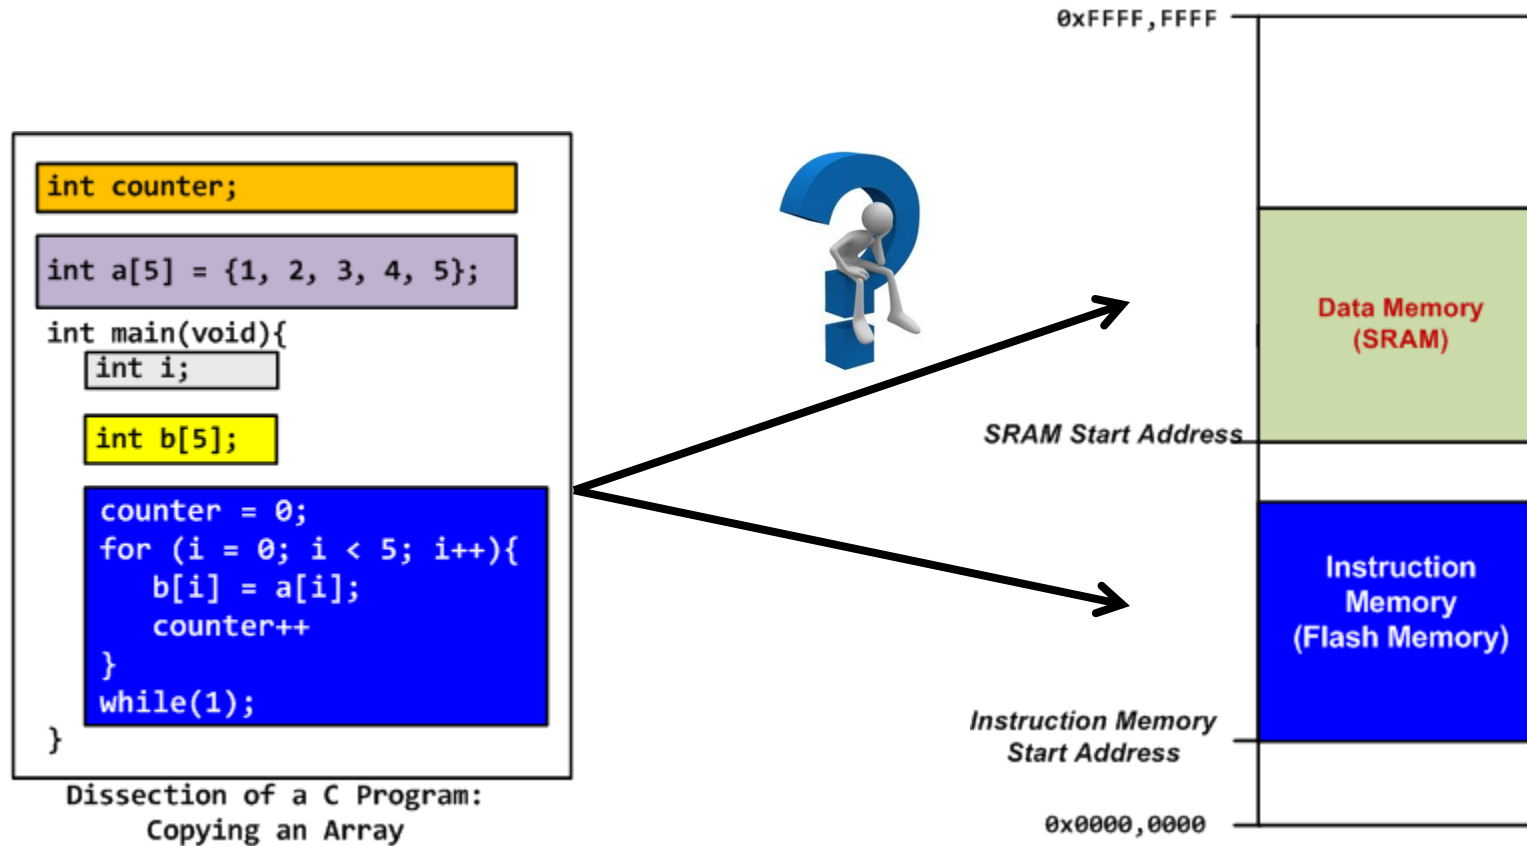 int counter;
int a[5] = {1, 2, 3, 4, 5};
int main(void){
int i;
int b[5];
counter = 0;
for (i = 0; i < 5; i++){
b[i] = a[i];
counter++
}
while(1);
}
Dissection of a C Program:
Copying an Array
0xFFFF,FFFF
Data Memory
(SRAM)
SRAM Start Address
Instruction
Memory
(Flash Memory)
Instruction Memory
Start Address
0x0000,0000